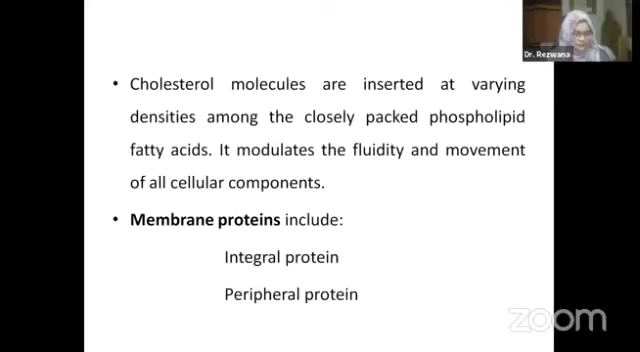 Dr. Rezwana
• Cholesterol molecules are inserted at varying
densities among the closely packed phospholipid
fatty acids. It modulates the fluidity and movement
of all cellular components.
• Membrane proteins include:
Integral protein
Peripheral protein
zoom